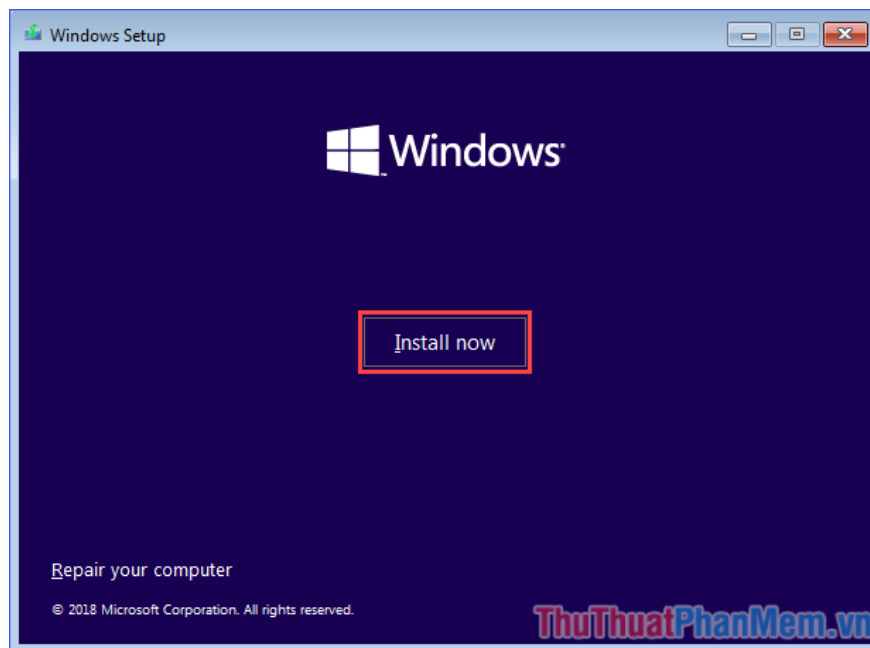 Windows Setup
Windows
Install now
Repair your computer
© 2018 Microsoft Corporation. All rights reserved.
ThuThuatPhanMem.vn